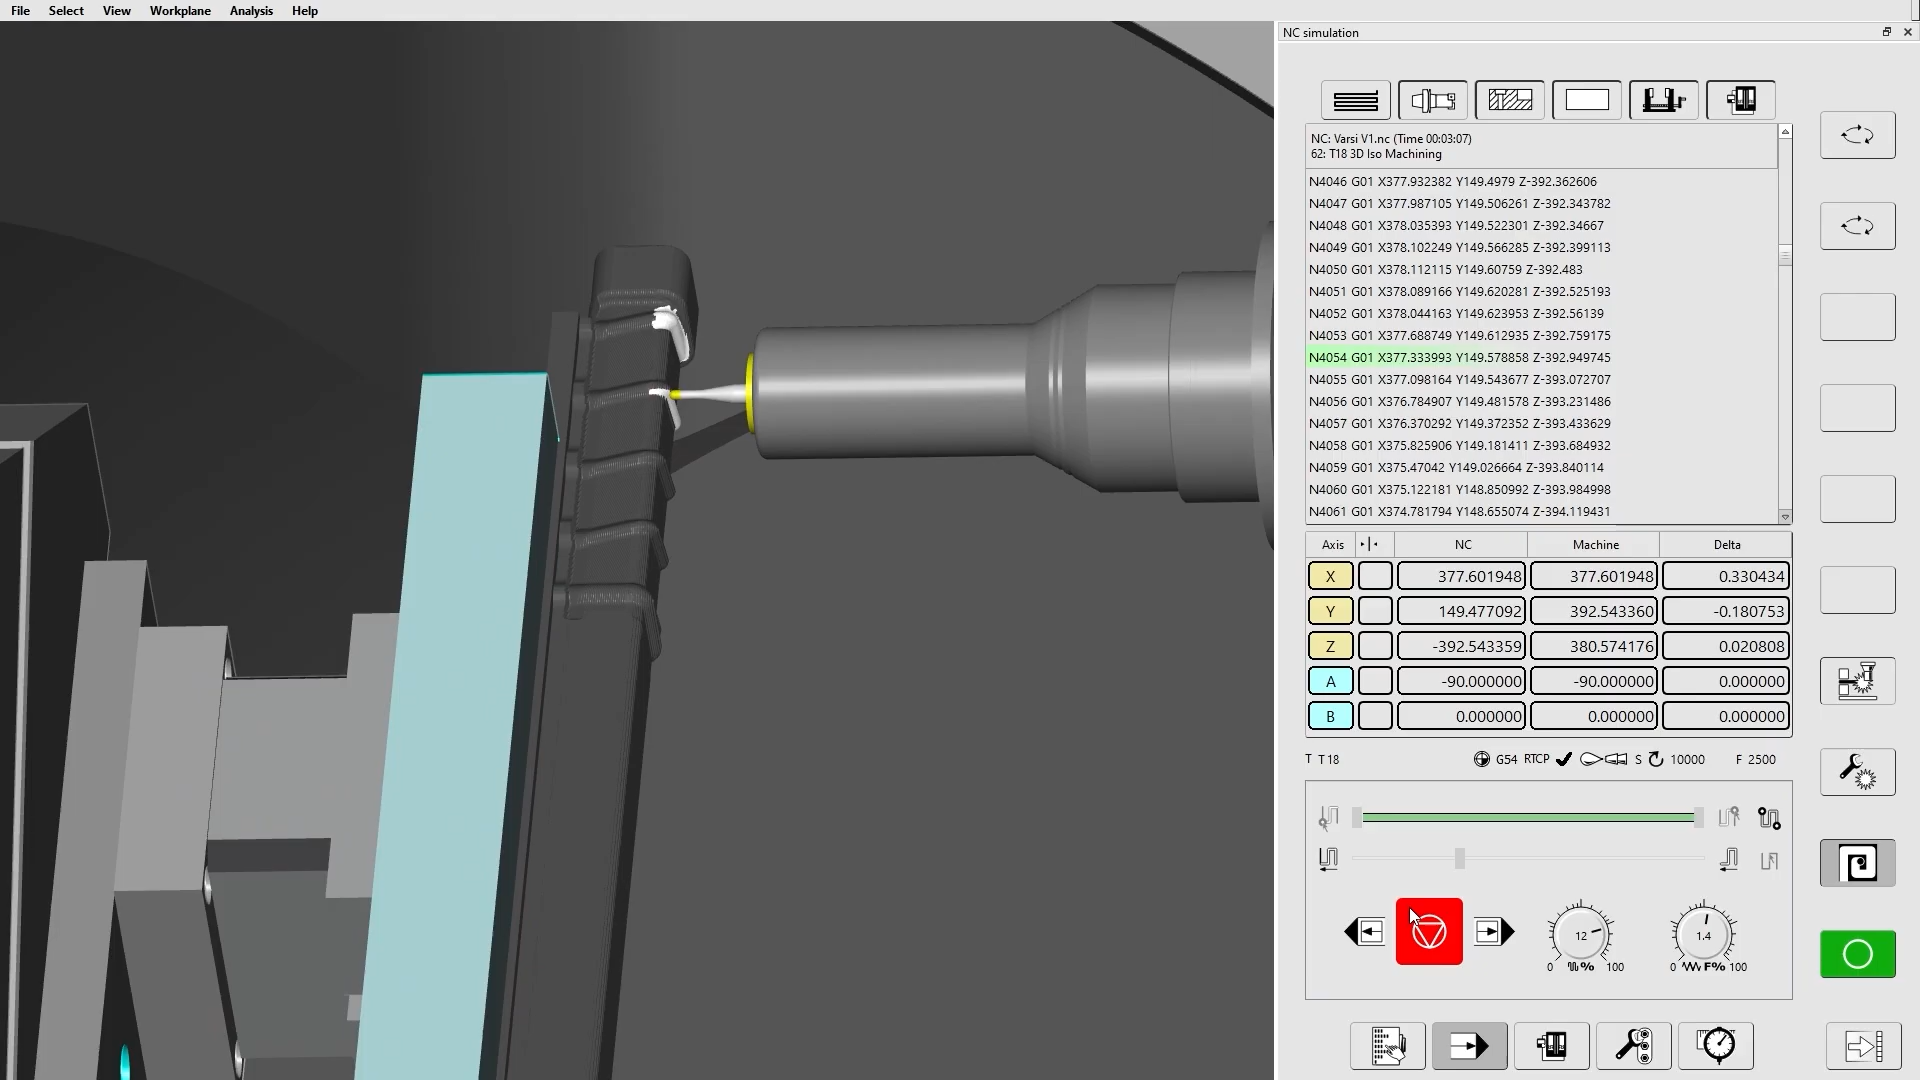 File Select View Workplane Analysis Help
NC simulation
NC: Varsi V1.nc (Time 00:03:07)
62: T18 3D Iso Machining
N4046 G01 X377.932382 Y149.4979 Z-392.362606
N4047 G01 X377.987105 Y149.506261 Z-392.343782
N4048 G01 X378.035393 Y149.522301 Z-392.34667
N4049 G01 X378.102249 Y149.566285 Z-392.399113
N4050 G01 X378.112115 Y149.60759 Z-392.483
N4051 G01 X378.089166 Y149.620281 Z-392.525193
N4052 G01 X378.044163 Y149.623953 Z-392.56139
N4053 G01 X377.688749 Y149.612935 Z-392.759175
N4054 G01 X377.333993 Y149.578858 Z-392.949745
N4055 G01 X377.098164 Y149.543677 Z-393.072707
N4056 G01 X376.784907 Y149.481578 Z-393.231486
N4057 G01 X376.370292 Y149.372352 Z-393.433629
N4058 G01 X375.825906 Y149.181411 Z-393.684932
N4059 G01 X375.47042 Y149.026664 Z-393.840114
N4060 G01 X375.122181 Y148.850992 Z-393.984998
N4061 G01 X374.781794 Y148.655074 Z-394.119431
Axis NC Machine Delta
X 377.601948 377.601948 0.330434
Y 149.477092 392.543360 -0.180753
Z -392.543359 380.574176 0.020808
A -90.000000 -90.000000 0.000000
B 0.000000 0.000000 0.000000
T T18 G54 RTCP S 10000 F 2500
12 1.4
0 % 100 0 F% 100